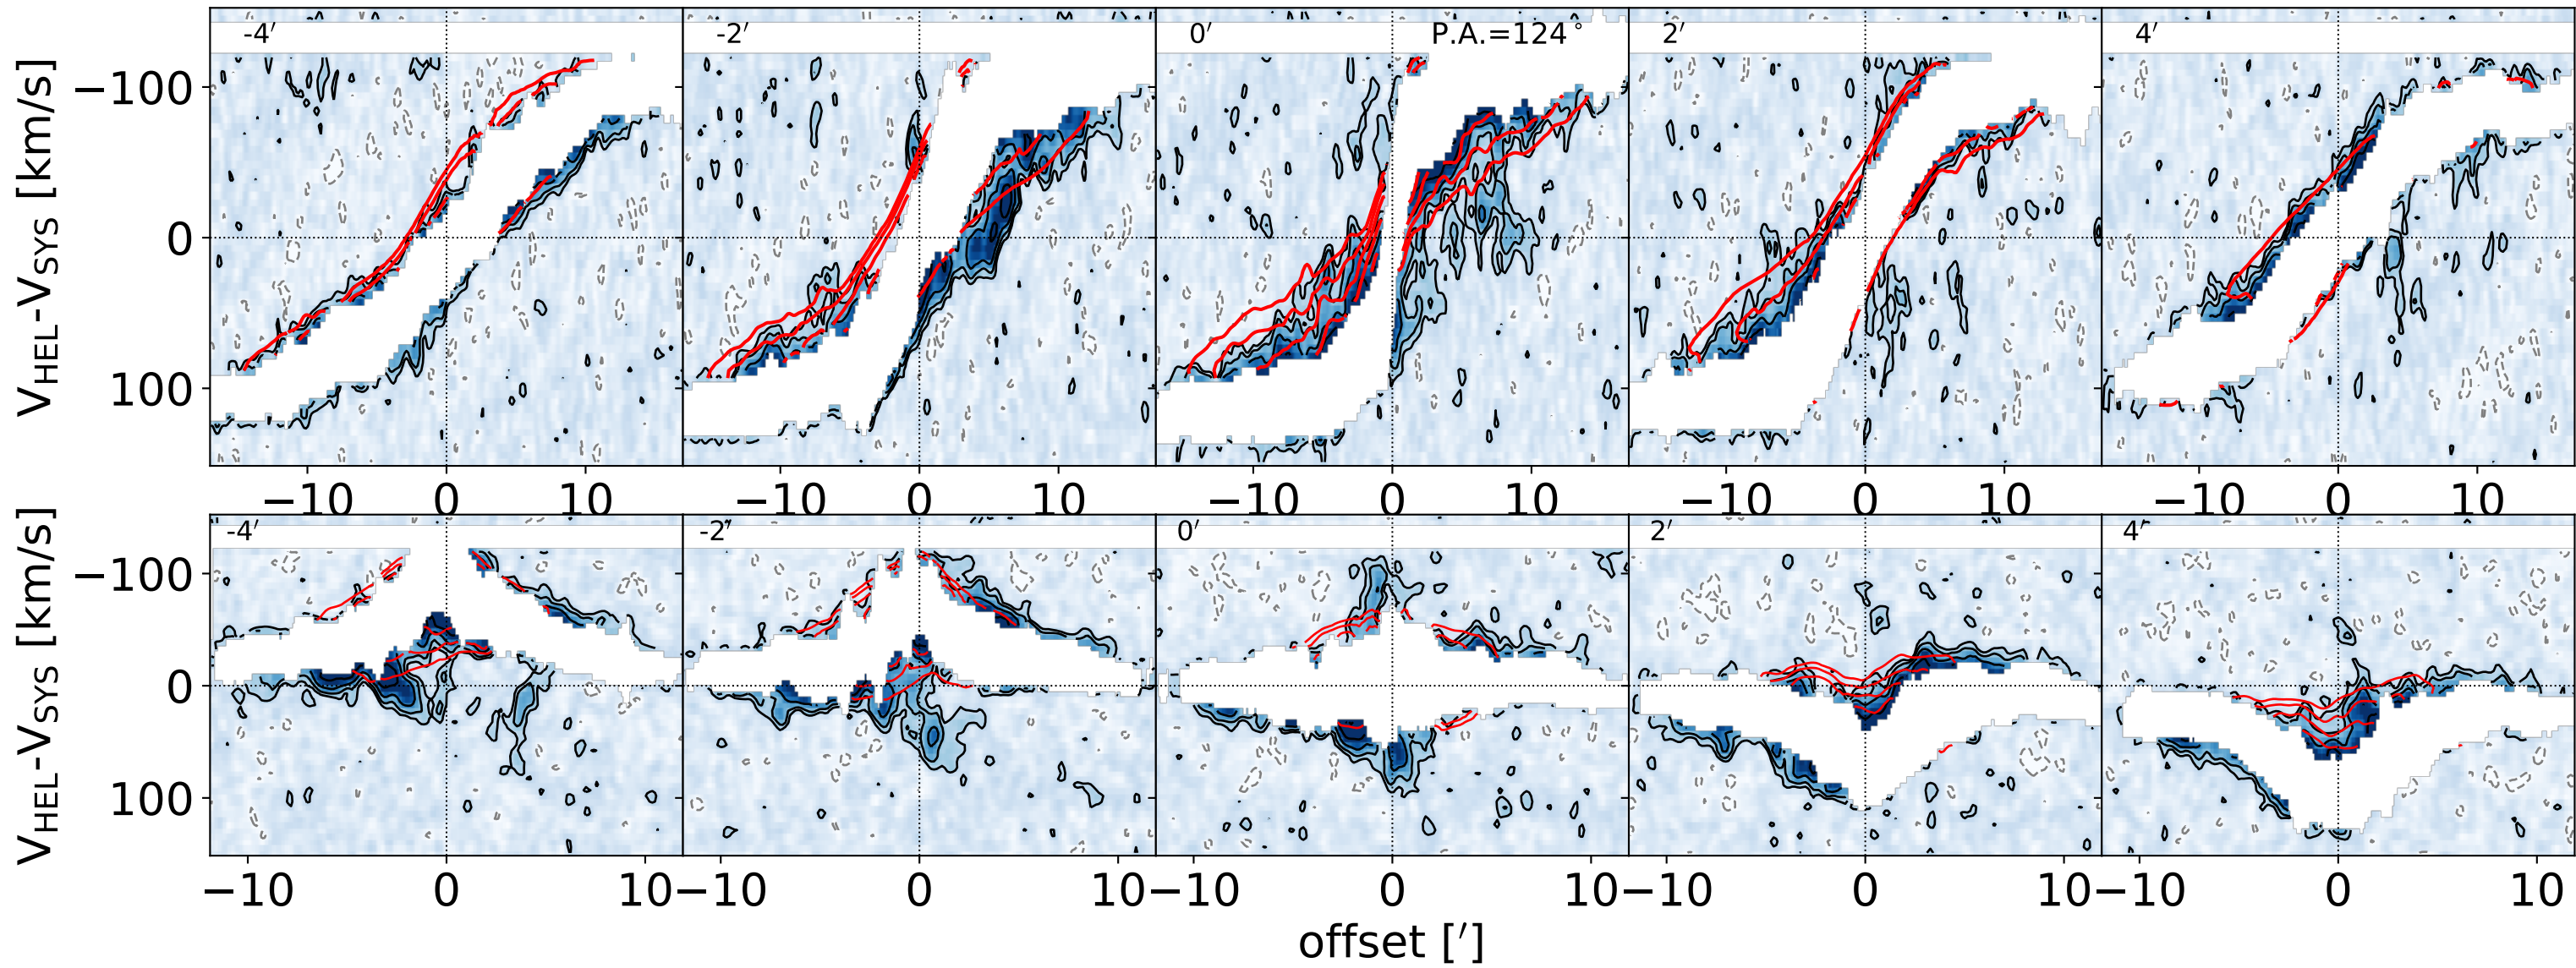 -4′ -2′ 0′ P.A.=124° 2′ 4′
V_HEL-V_SYS [km/s]
−100
0
100
−10 0 10 −10 0 10 −10 0 10 −10 0 10 −10 0 10
-4′ -2′ 0′ 2′ 4′
V_HEL-V_SYS [km/s]
−100
0
100
−10 0 10 −10 0 10 −10 0 10 −10 0 10 −10 0 10
offset [′]